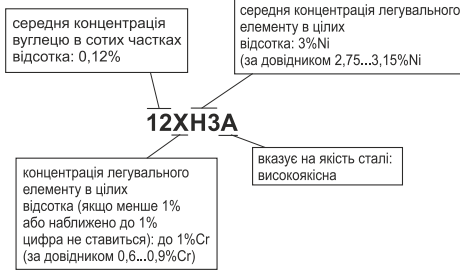 середня концентрація
вуглецю в сотих частках
відсотка: 0,12%
середня концентрація легувального
елементу в цілих
відсотка: 3%Ni
(за довідником 2,75...3,15%Ni
12ХН3А
концентрація легувального
елементу в цілих
відсотка (якщо менше 1%
або наближено до 1%
цифра не ставиться): до 1%Cr
(за довідником 0,6...0,9%Cr)
вказує на якість сталі:
високоякісна